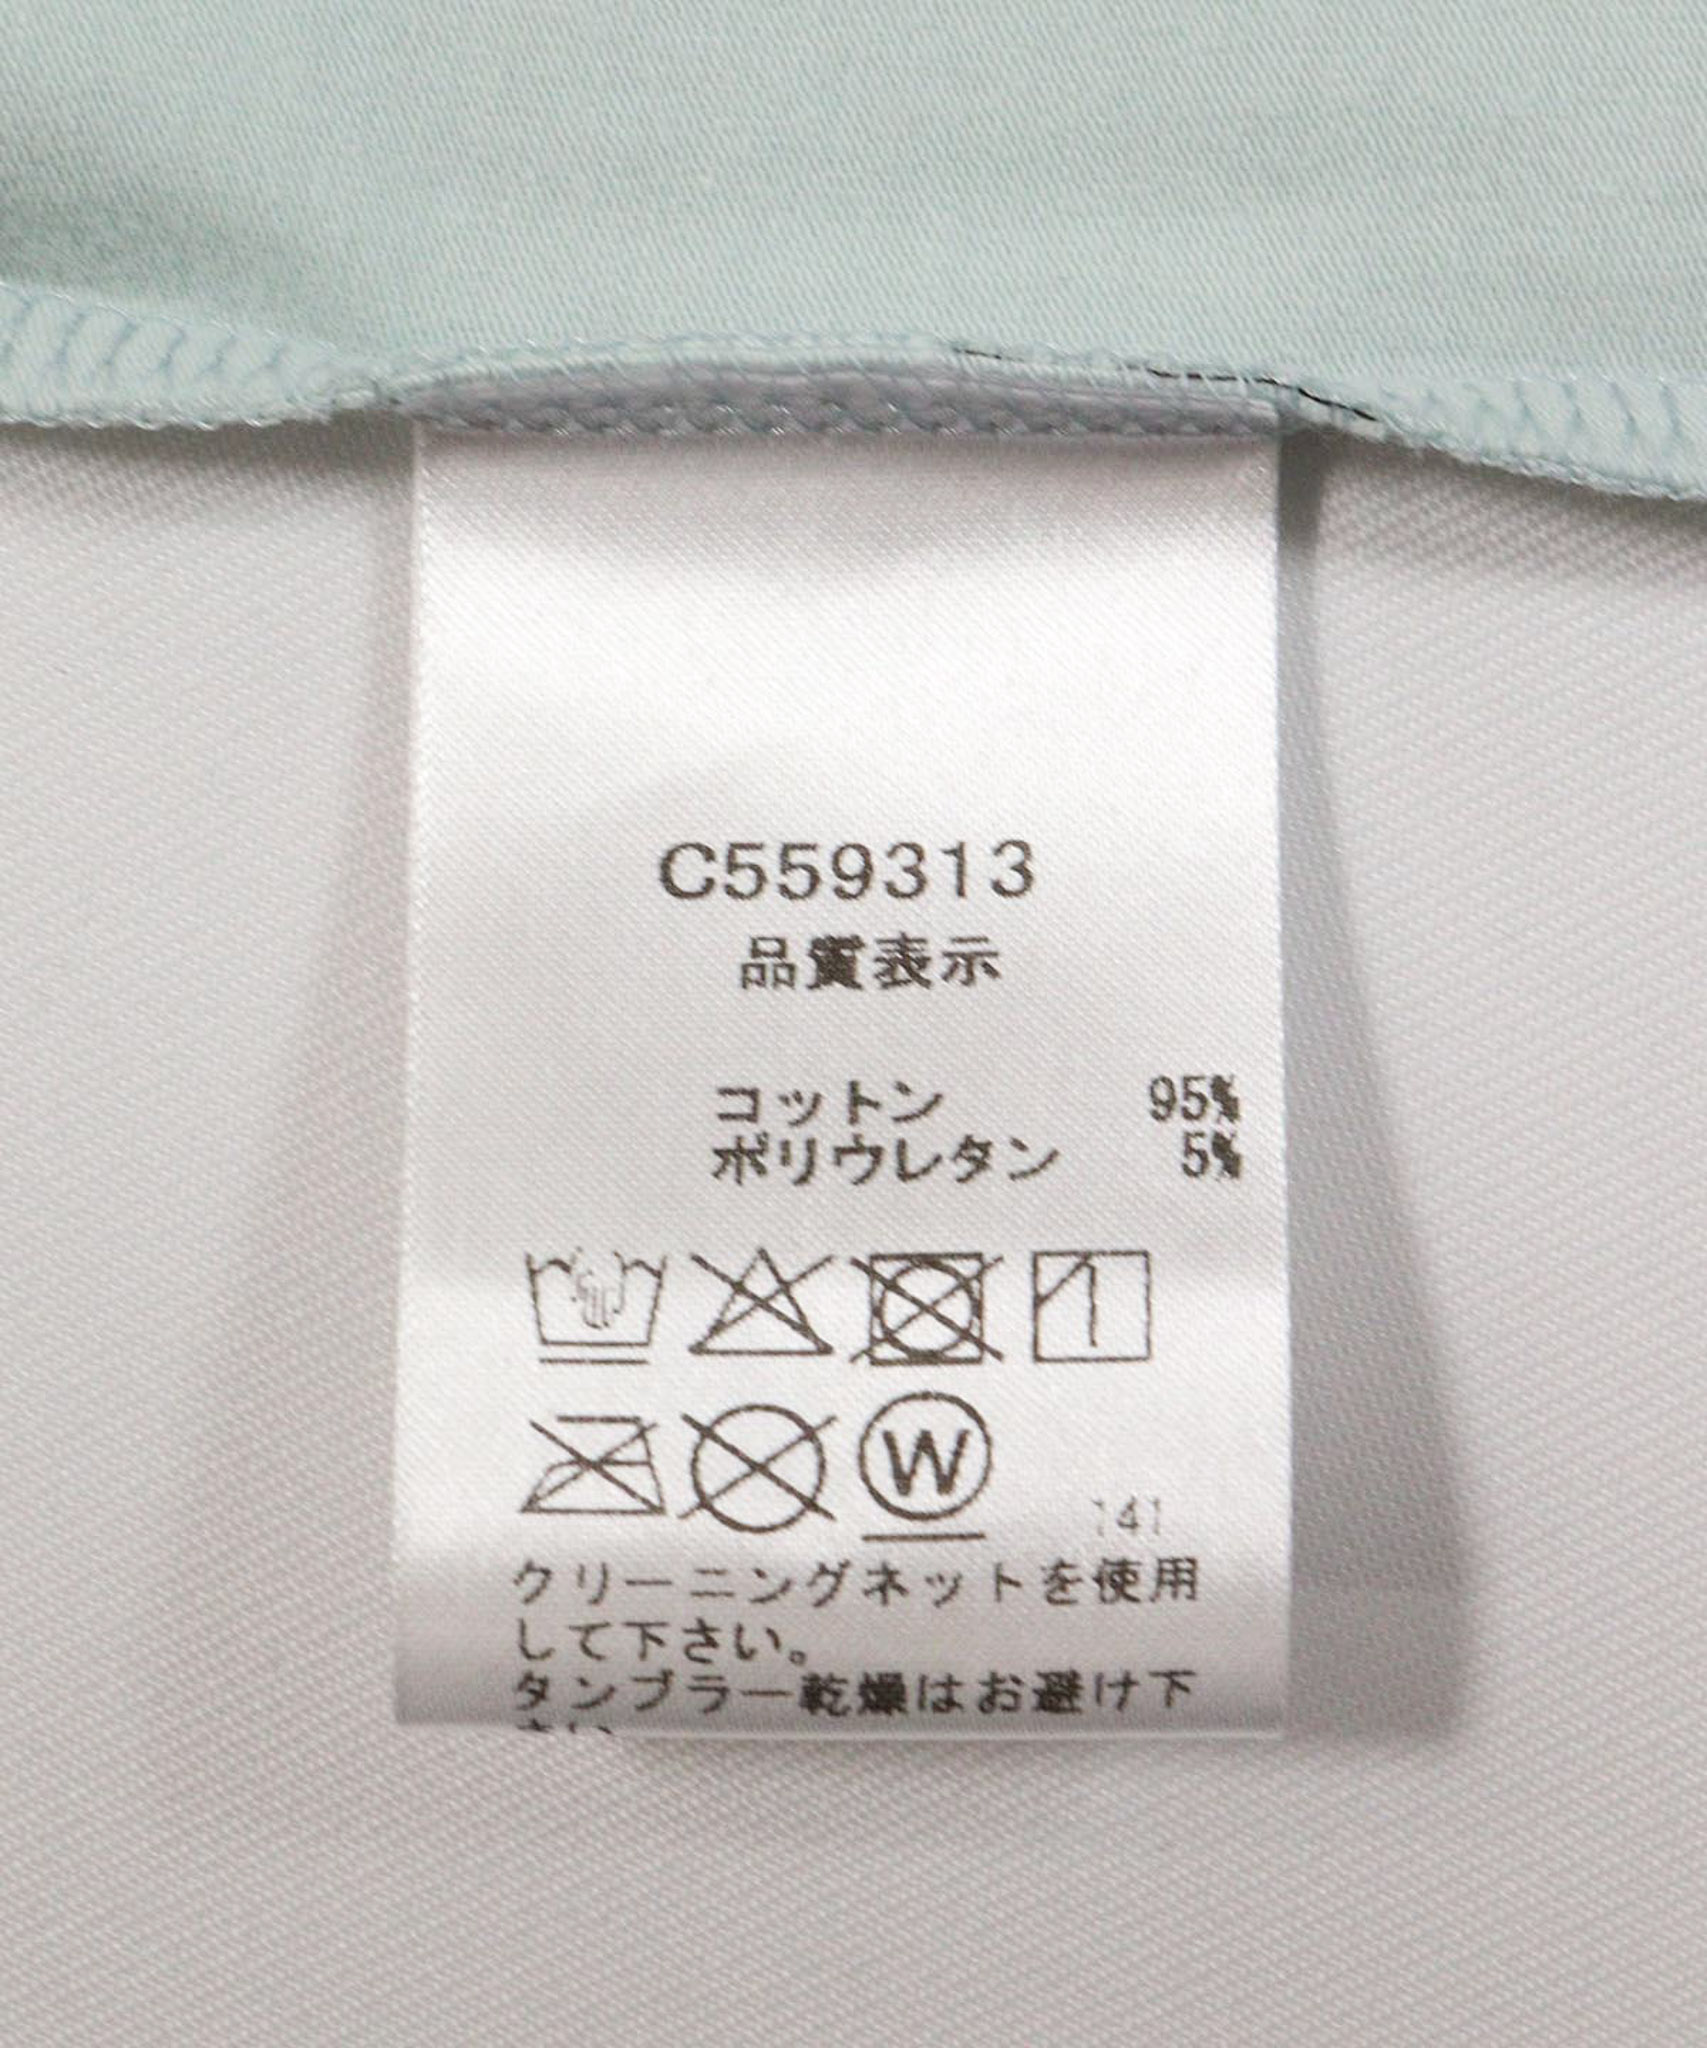 C559313
品質表示
コットン 95%
ポリウレタン 5%
W
141
クリーニングネットを使用
して下さい。
タンブラー乾燥はお避け下
さい